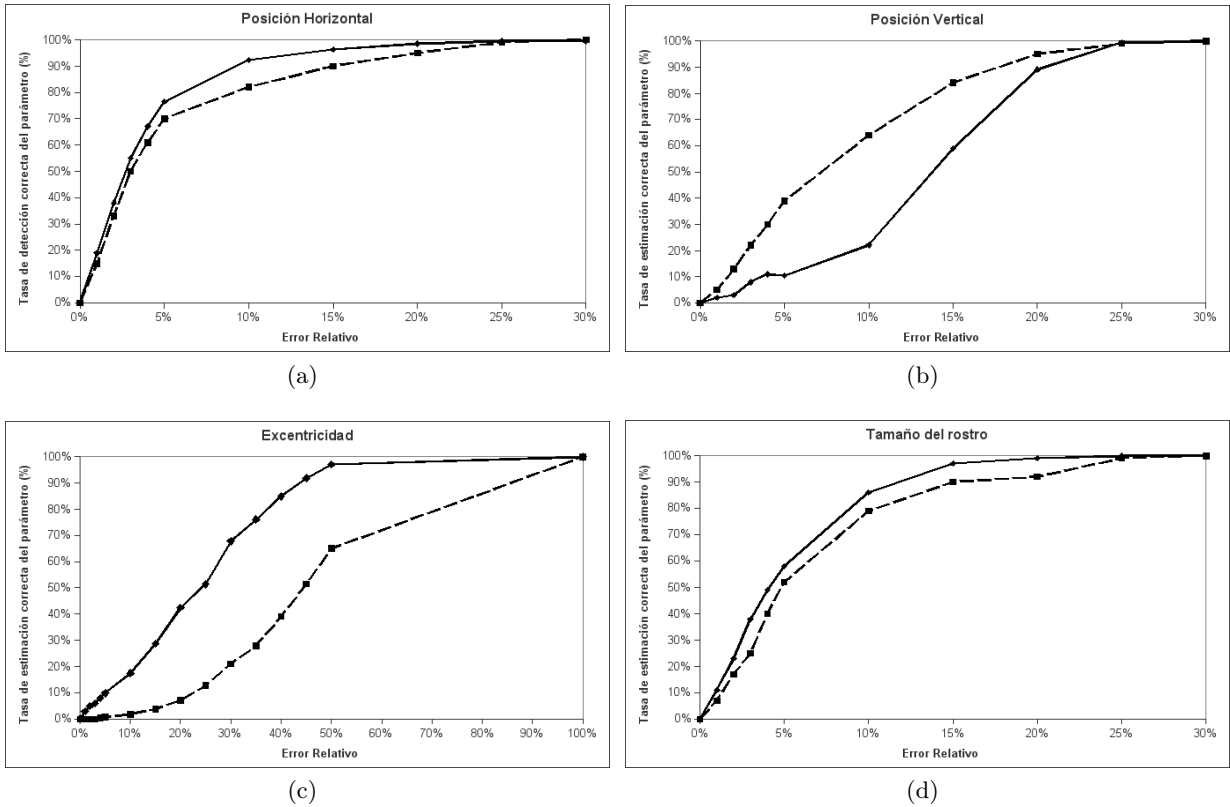 Posición Horizontal
Tasa de detección correcta del parámetro (%)
100%
90%
80%
70%
60%
50%
40%
30%
20%
10%
0%
0% 5% 10% 15% 20% 25% 30%
Error Relativo
(a)
Posición Vertical
Tasa de estimación correcta del parámetro (%)
100%
90%
80%
70%
60%
50%
40%
30%
20%
10%
0%
0% 5% 10% 15% 20% 25% 30%
Error Relativo
(b)
Excentricidad
Tasa de estimación correcta del parámetro (%)
100%
90%
80%
70%
60%
50%
40%
30%
20%
10%
0%
0% 10% 20% 30% 40% 50% 60% 70% 80% 90% 100%
Error Relativo
(c)
Tamaño del rostro
Tasa de estimación correcta del parámetro (%)
100%
90%
80%
70%
60%
50%
40%
30%
20%
10%
0%
0% 5% 10% 15% 20% 25% 30%
Error Relativo
(d)